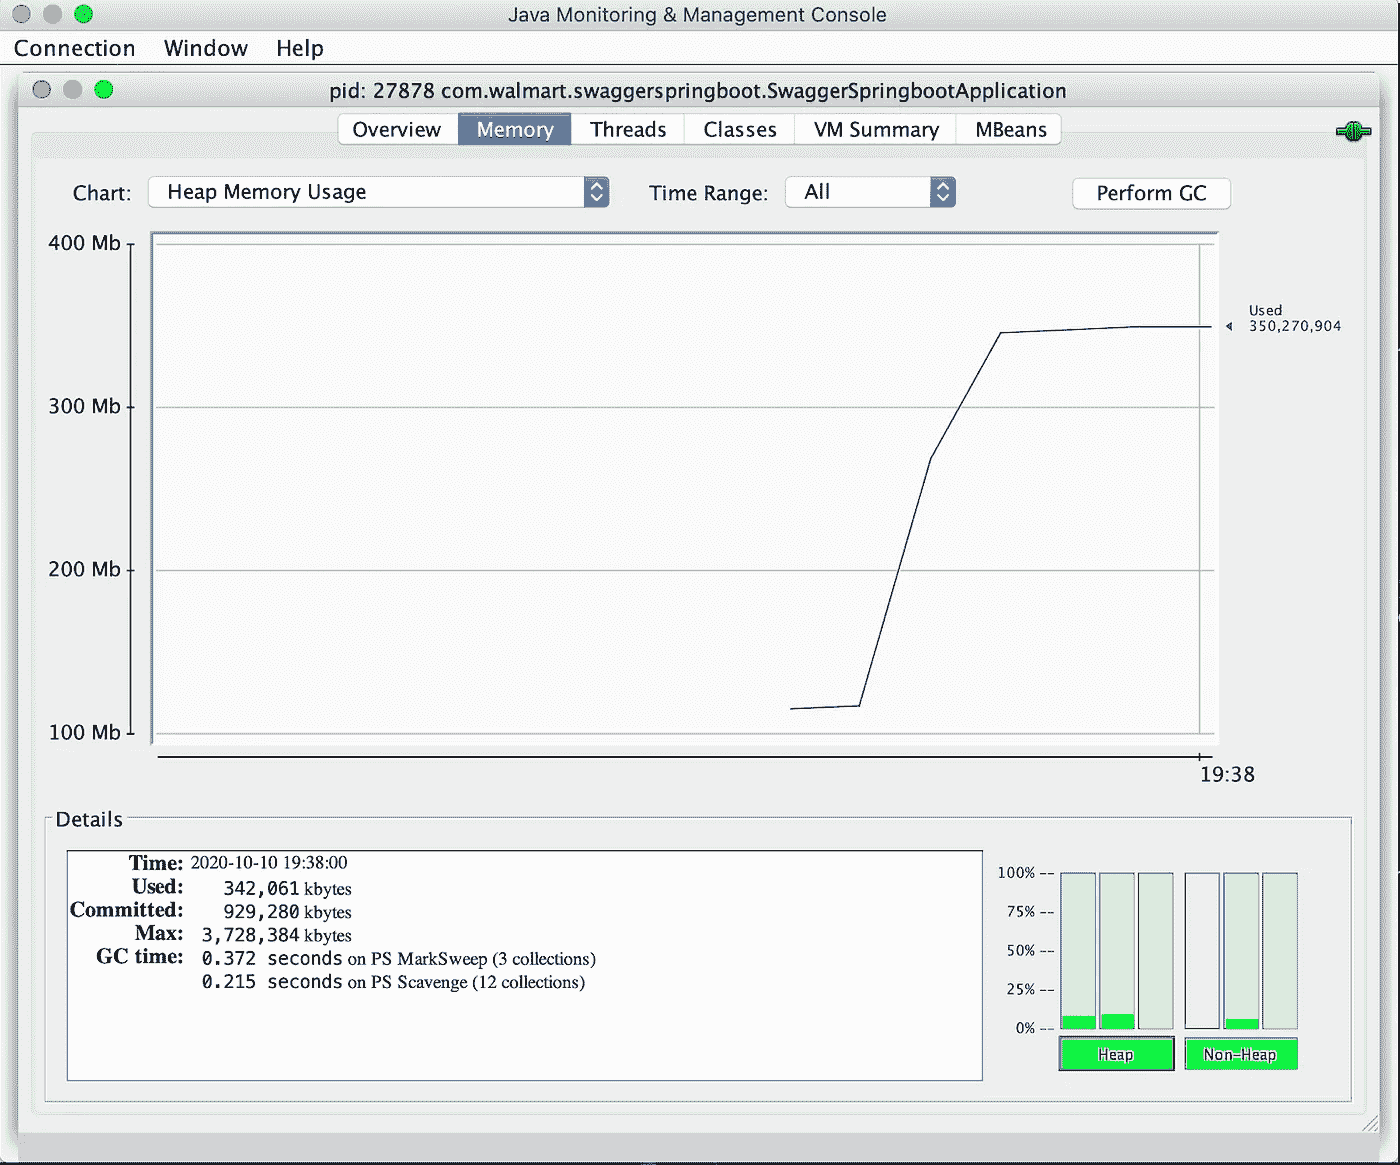 Java Monitoring & Management Console
Connection Window Help
pid: 27878 com.walmart.swaggerspringboot.SwaggerSpringbootApplication
Overview Memory Threads Classes VM Summary MBeans
Chart: Heap Memory Usage Time Range: All Perform GC
400 Mb
Used
350,270,904
300 Mb
200 Mb
100 Mb
19:38
Details
Time: 2020-10-10 19:38:00
Used: 342,061 kbytes
Committed: 929,280 kbytes
Max: 3,728,384 kbytes
GC time: 0.372 seconds on PS MarkSweep (3 collections)
0.215 seconds on PS Scavenge (12 collections)
100% --
75% --
50% --
25% --
0% --
Heap Non-Heap